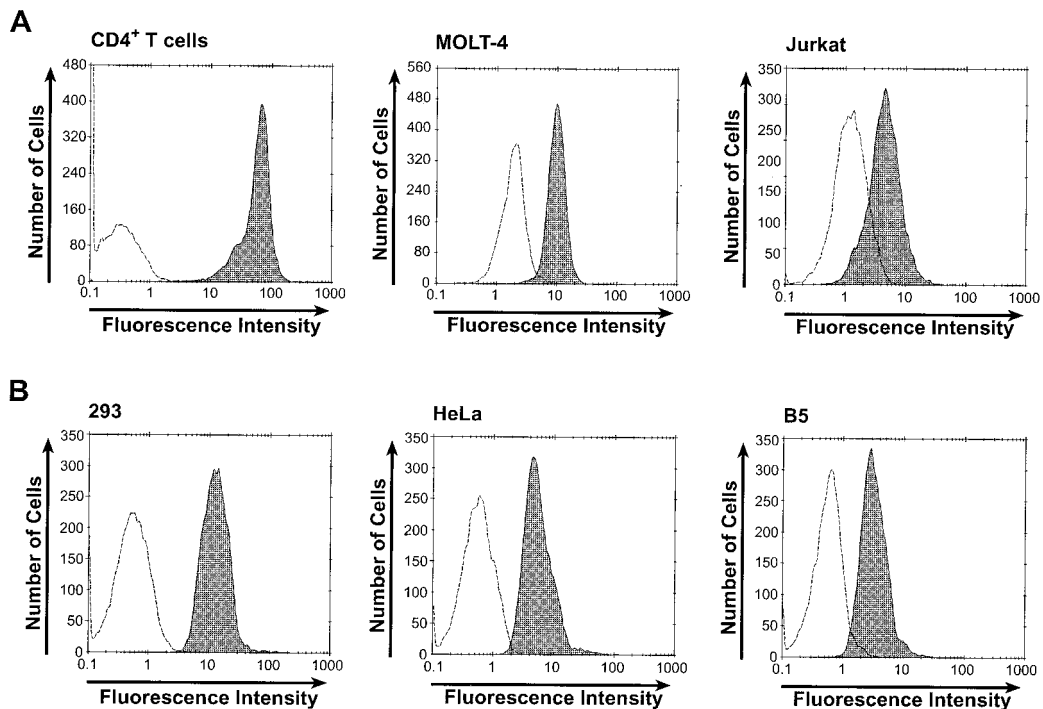 A
CD4+ T cells
MOLT-4
Jurkat
Number of Cells
480
400
320
240
160
80
0
0.1 1 10 100 1000
Fluorescence Intensity
Number of Cells
560
480
400
320
240
160
80
0
0.1 1 10 100 1000
Fluorescence Intensity
Number of Cells
350
300
250
200
150
100
50
0
0.1 1 10 100 1000
Fluorescence Intensity
B
293
HeLa
B5
Number of Cells
350
300
250
200
150
100
50
0
0.1 1 10 100 1000
Fluorescence Intensity
Number of Cells
350
300
250
200
150
100
50
0
0.1 1 10 100 1000
Fluorescence Intensity
Number of Cells
350
300
250
200
150
100
50
0
0.1 1 10 100 1000
Fluorescence Intensity